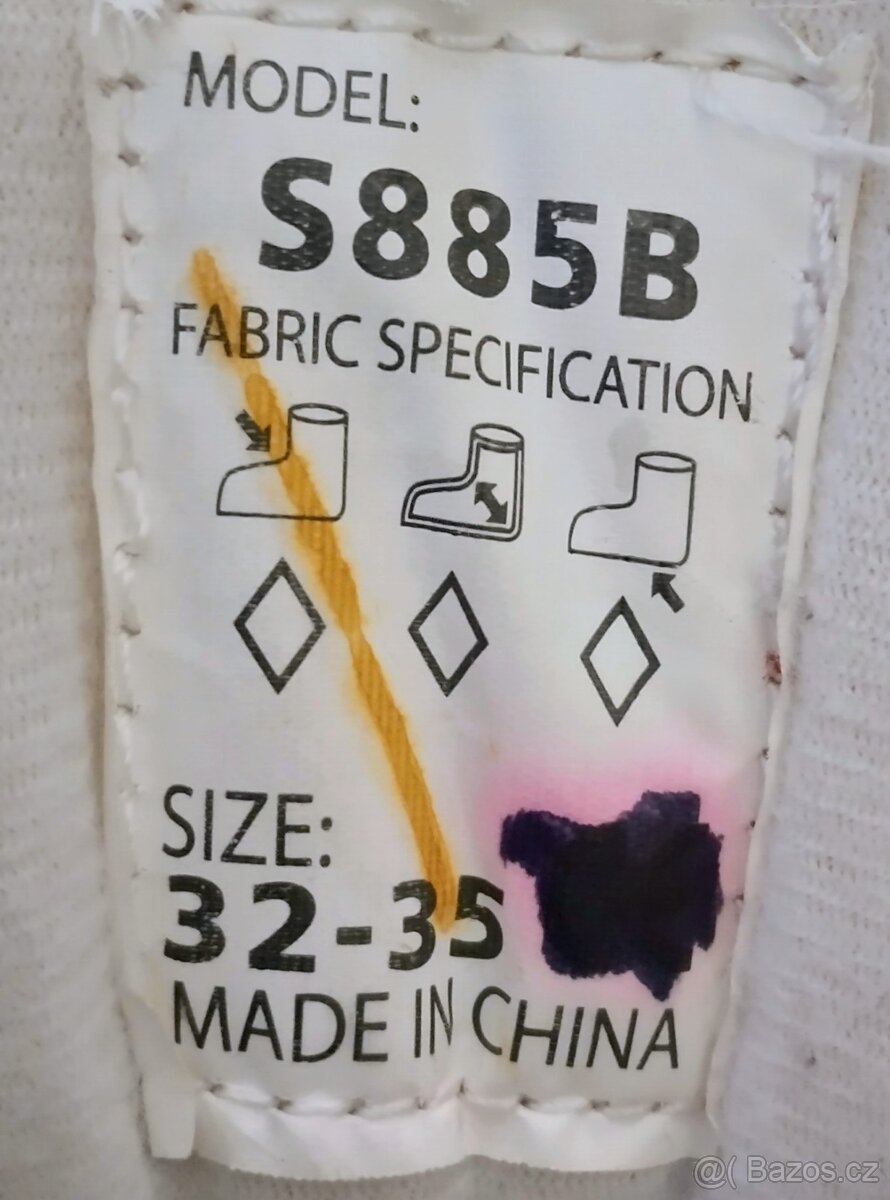 MODEL:
S885B
FABRIC SPECIFICATION
SIZE:
32-35
MADE IN CHINA
@( Bazos.cz